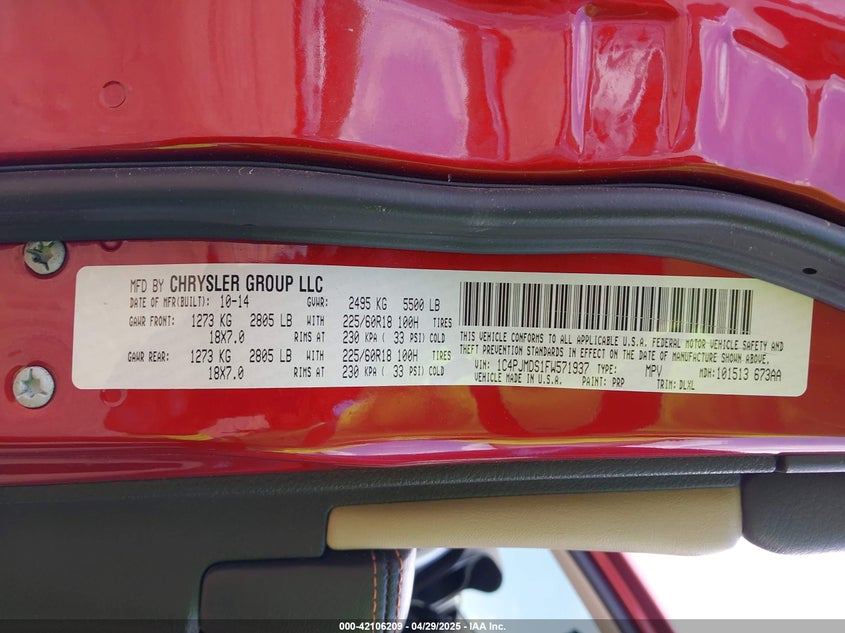 MFD BY CHRYSLER GROUP LLC
DATE OF MFR(BUILT): 10-14 GVWR: 2495 KG 5500 LB
GAWR FRONT: 1273 KG 2805 LB WITH 225/60R18 100H TIRES
18X7.0 RIMS AT 230 KPA ( 33 PSI) COLD
GAWR REAR: 1273 KG 2805 LB WITH 225/60R18 100H TIRES
18X7.0 RIMS AT 230 KPA ( 33 PSI) COLD
THIS VEHICLE CONFORMS TO ALL APPLICABLE U.S.A. FEDERAL MOTOR VEHICLE SAFETY AND
THEFT PREVENTION STANDARDS IN EFFECT ON THE DATE OF MANUFACTURE SHOWN ABOVE.
VIN: 1C4PJMDS1FW571937 TYPE: MPV MDH:101513 673AA
VEHICLE MADE IN U.S.A. PAINT: PRP TRIM: DLXL
000-42106209 - 04/29/2025 - IAA Inc.